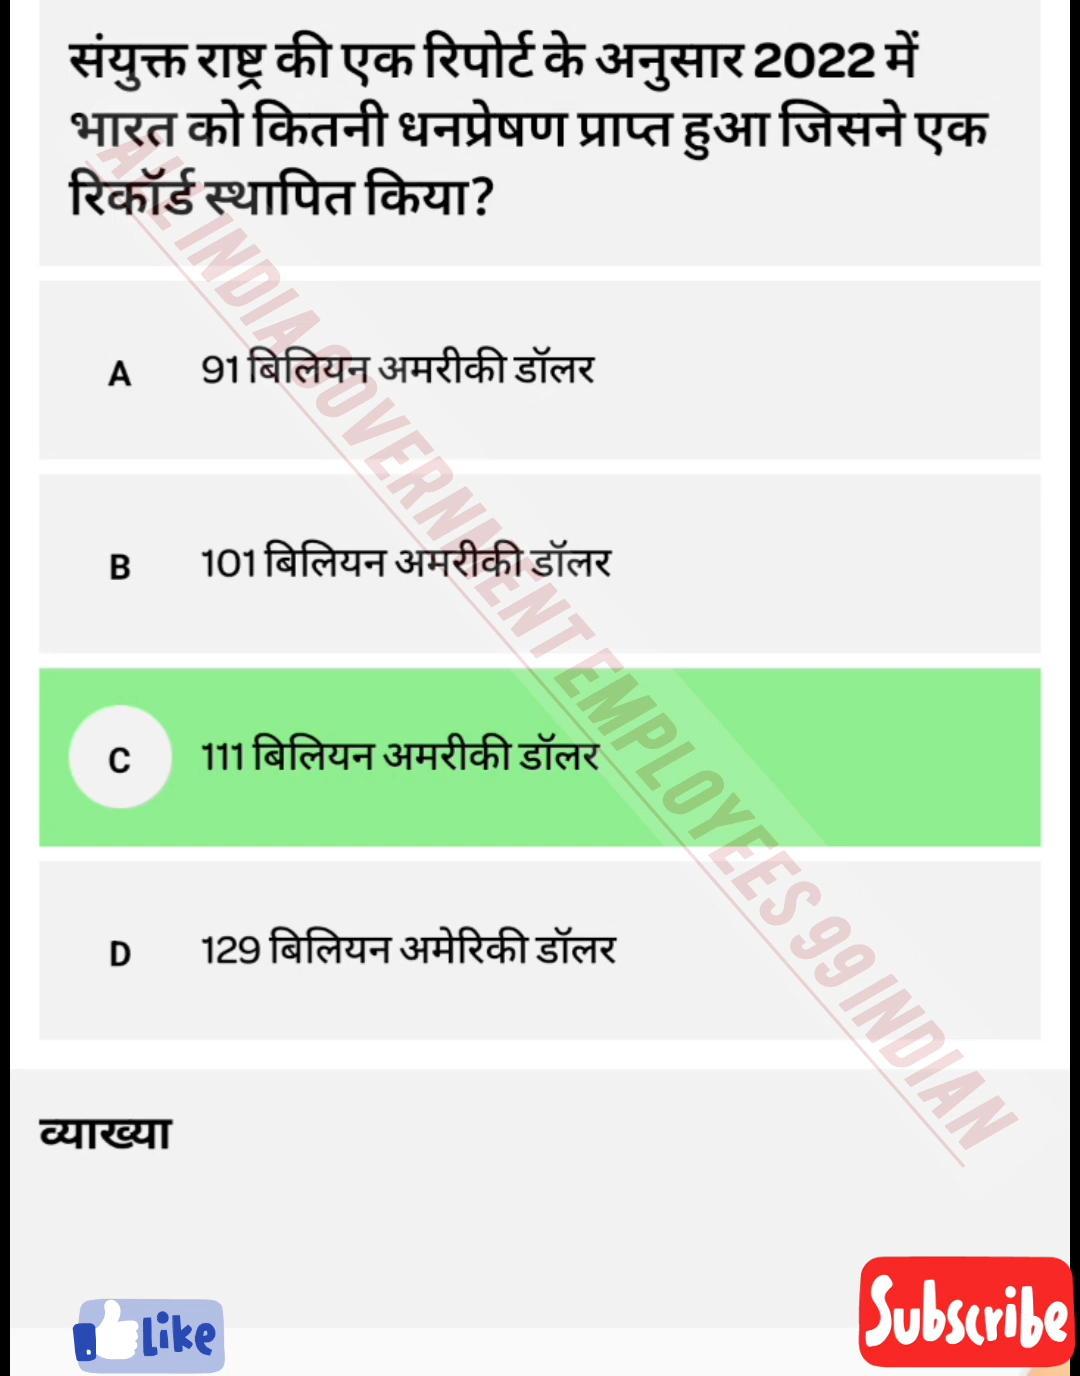 संयुक्त राष्ट्र की एक रिपोर्ट के अनुसार 2022 में
भारत को कितनी धनप्रेषण प्राप्त हुआ जिसने एक
रिकॉर्ड स्थापित किया?
A 91 बिलियन अमरीकी डॉलर
B 101 बिलियन अमरीकी डॉलर
C 111 बिलियन अमरीकी डॉलर
D 129 बिलियन अमेरिकी डॉलर
ALL INDIA GOVERNMENT EMPLOYEES 99 INDIAN
व्याख्या
Like
Subscribe